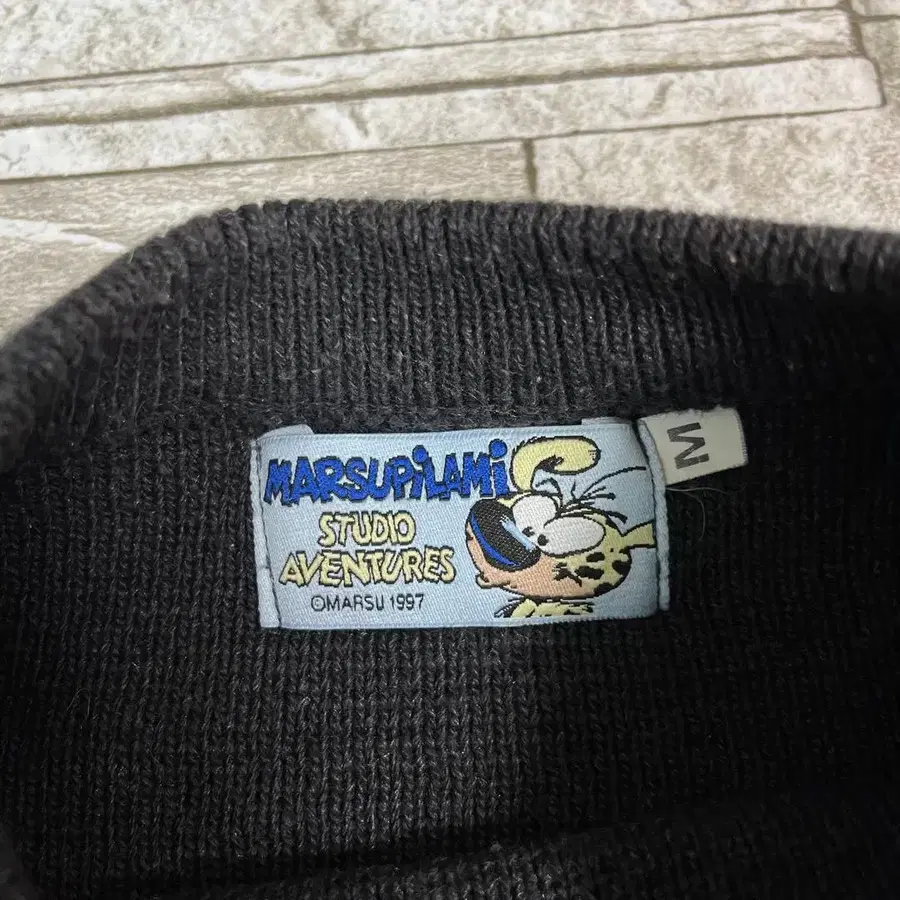 MARSUPiLAMi
STUDIO
AVENTURES
©MARSU 1997
M